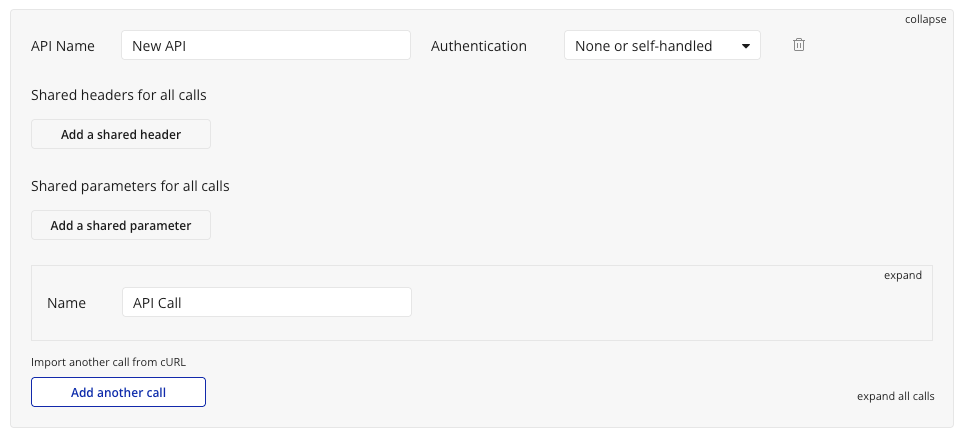 collapse
API Name New API Authentication None or self-handled
Shared headers for all calls
Add a shared header
Shared parameters for all calls
Add a shared parameter
expand
Name API Call
Import another call from cURL
Add another call
expand all calls